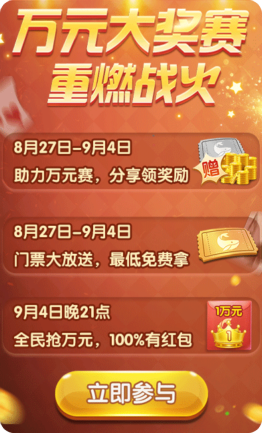 万元大奖赛
重燃战火
8月27日-9月4日
助力万元赛，分享领奖励
赠
8月27日-9月4日
门票大放送，最低免费拿
9月4日晚21点
全民抢万元，100%有红包
1万元
1
立即参与